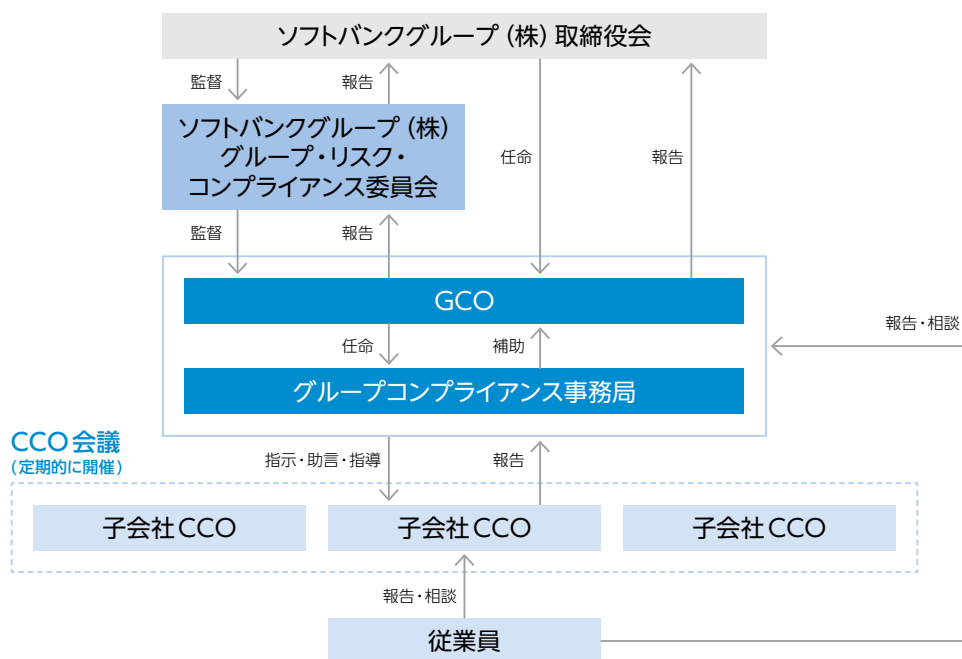 ソフトバンクグループ(株)取締役会
監督
報告
ソフトバンクグループ(株)
グループ・リスク・
コンプライアンス委員会
任命
報告
監督
報告
GCO
報告・相談
任命
補助
グループコンプライアンス事務局
CCO会議
(定期的に開催)
指示・助言・指導
報告
子会社CCO
子会社CCO
子会社CCO
報告・相談
従業員